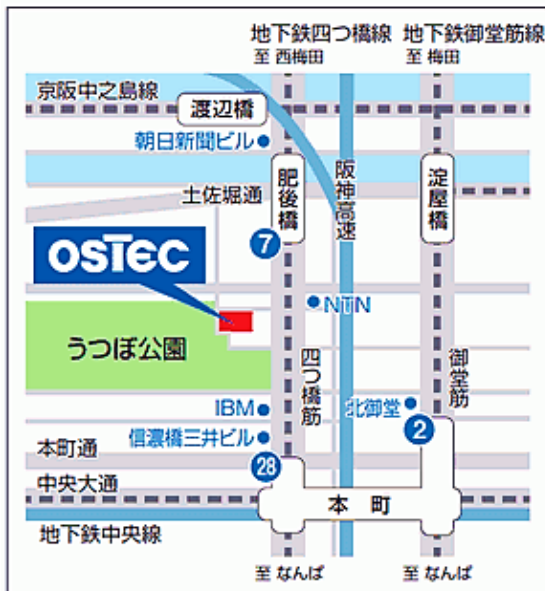 地下鉄四つ橋線
地下鉄御堂筋線
至 西梅田
至 梅田
京阪中之島線
渡辺橋
朝日新聞ビル
肥後橋
阪神高速
淀屋橋
土佐堀通
7
OSTEC
NTN
うつぼ公園
四つ橋筋
御堂筋
IBM
北御堂
2
信濃橋三井ビル
本町通
28
中央大通
本町
地下鉄中央線
至 なんば
至 なんば